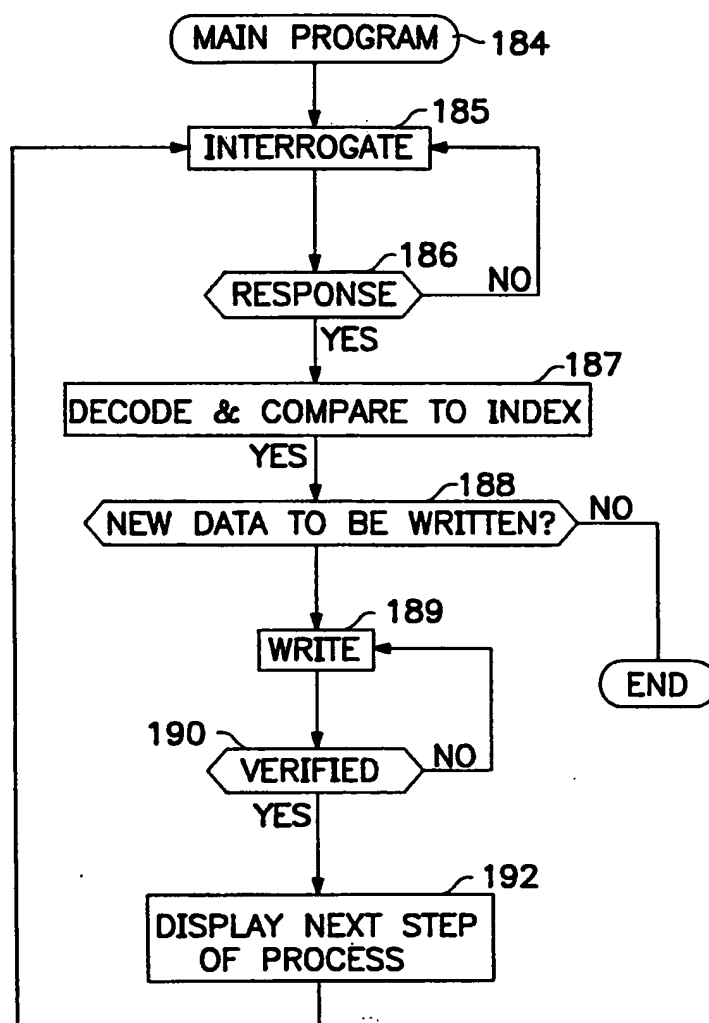 MAIN PROGRAM
184
185
INTERROGATE
186
RESPONSE
NO
YES
187
DECODE & COMPARE TO INDEX
YES
188
NEW DATA TO BE WRITTEN?
NO
189
WRITE
END
190
VERIFIED
NO
YES
192
DISPLAY NEXT STEP
OF PROCESS